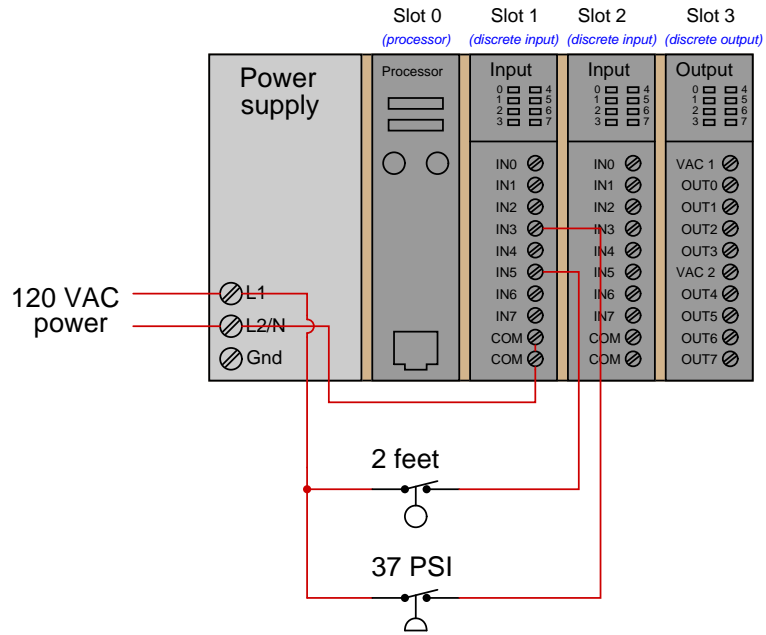 Slot 0
(processor)
Slot 1
(discrete input)
Slot 2
(discrete input)
Slot 3
(discrete output)
Power
supply
L1
L2/N
Gnd
120 VAC
power
Processor
Input
0 4
1 5
2 6
3 7
IN0
IN1
IN2
IN3
IN4
IN5
IN6
IN7
COM
COM
Input
0 4
1 5
2 6
3 7
IN0
IN1
IN2
IN3
IN4
IN5
IN6
IN7
COM
COM
Output
0 4
1 5
2 6
3 7
VAC 1
OUT0
OUT1
OUT2
OUT3
VAC 2
OUT4
OUT5
OUT6
OUT7
2 feet
37 PSI